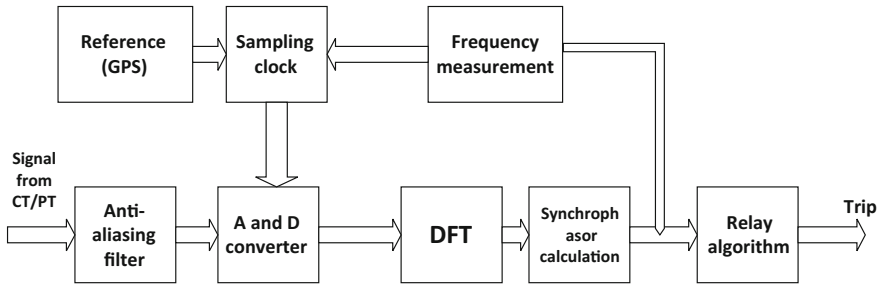 Reference
(GPS)
Sampling
clock
Frequency
measurement
Signal
from
CT/PT
Anti-
aliasing
filter
A and D
converter
DFT
Synchroph
asor
calculation
Relay
algorithm
Trip